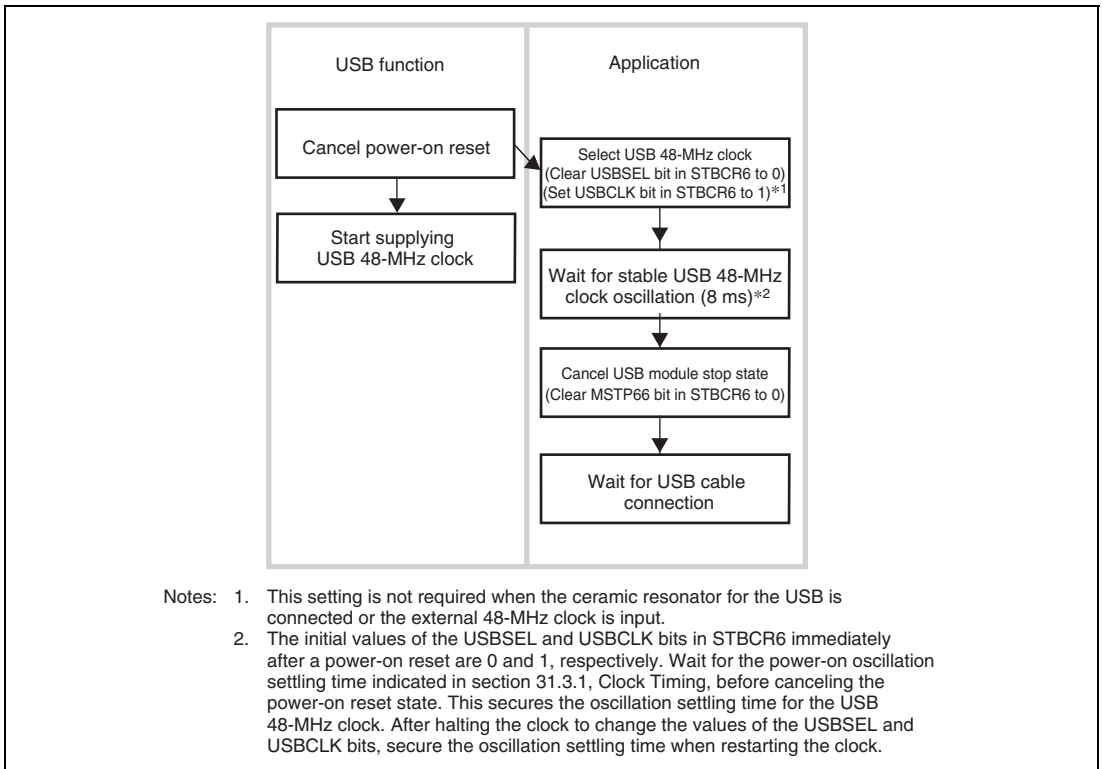 USB function
Application
Cancel power-on reset
Start supplying
USB 48-MHz clock
Select USB 48-MHz clock
(Clear USBSEL bit in STBCR6 to 0)
(Set USBCLK bit in STBCR6 to 1)*1
Wait for stable USB 48-MHz
clock oscillation (8 ms)*2
Cancel USB module stop state
(Clear MSTP66 bit in STBCR6 to 0)
Wait for USB cable
connection
Notes: 1. This setting is not required when the ceramic resonator for the USB is
connected or the external 48-MHz clock is input.
2. The initial values of the USBSEL and USBCLK bits in STBCR6 immediately
after a power-on reset are 0 and 1, respectively. Wait for the power-on oscillation
settling time indicated in section 31.3.1, Clock Timing, before canceling the
power-on reset state. This secures the oscillation settling time for the USB
48-MHz clock. After halting the clock to change the values of the USBSEL and
USBCLK bits, secure the oscillation settling time when restarting the clock.